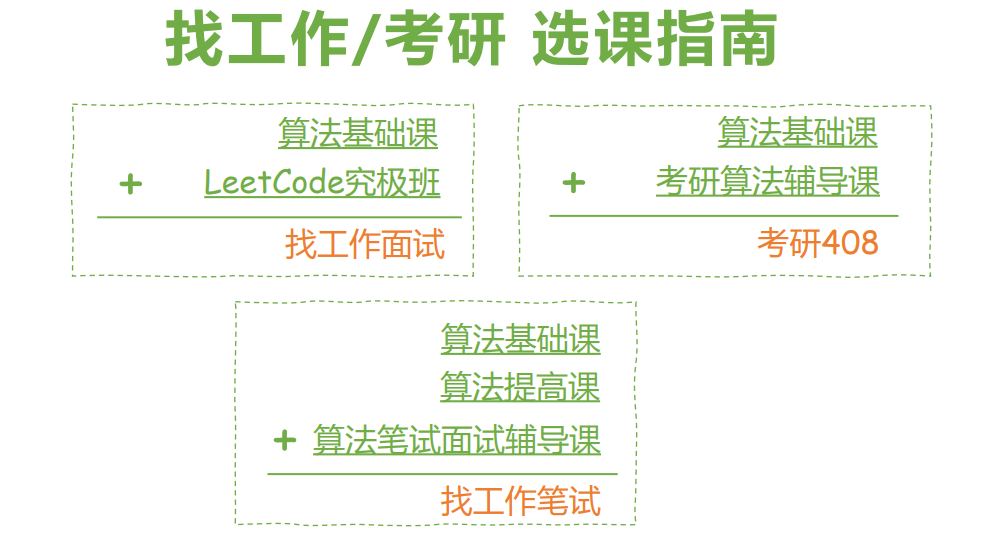 找工作/考研 选课指南
算法基础课
+ LeetCode究极班
找工作面试
算法基础课
+ 考研算法辅导课
考研408
算法基础课
算法提高课
+ 算法笔试面试辅导课
找工作笔试